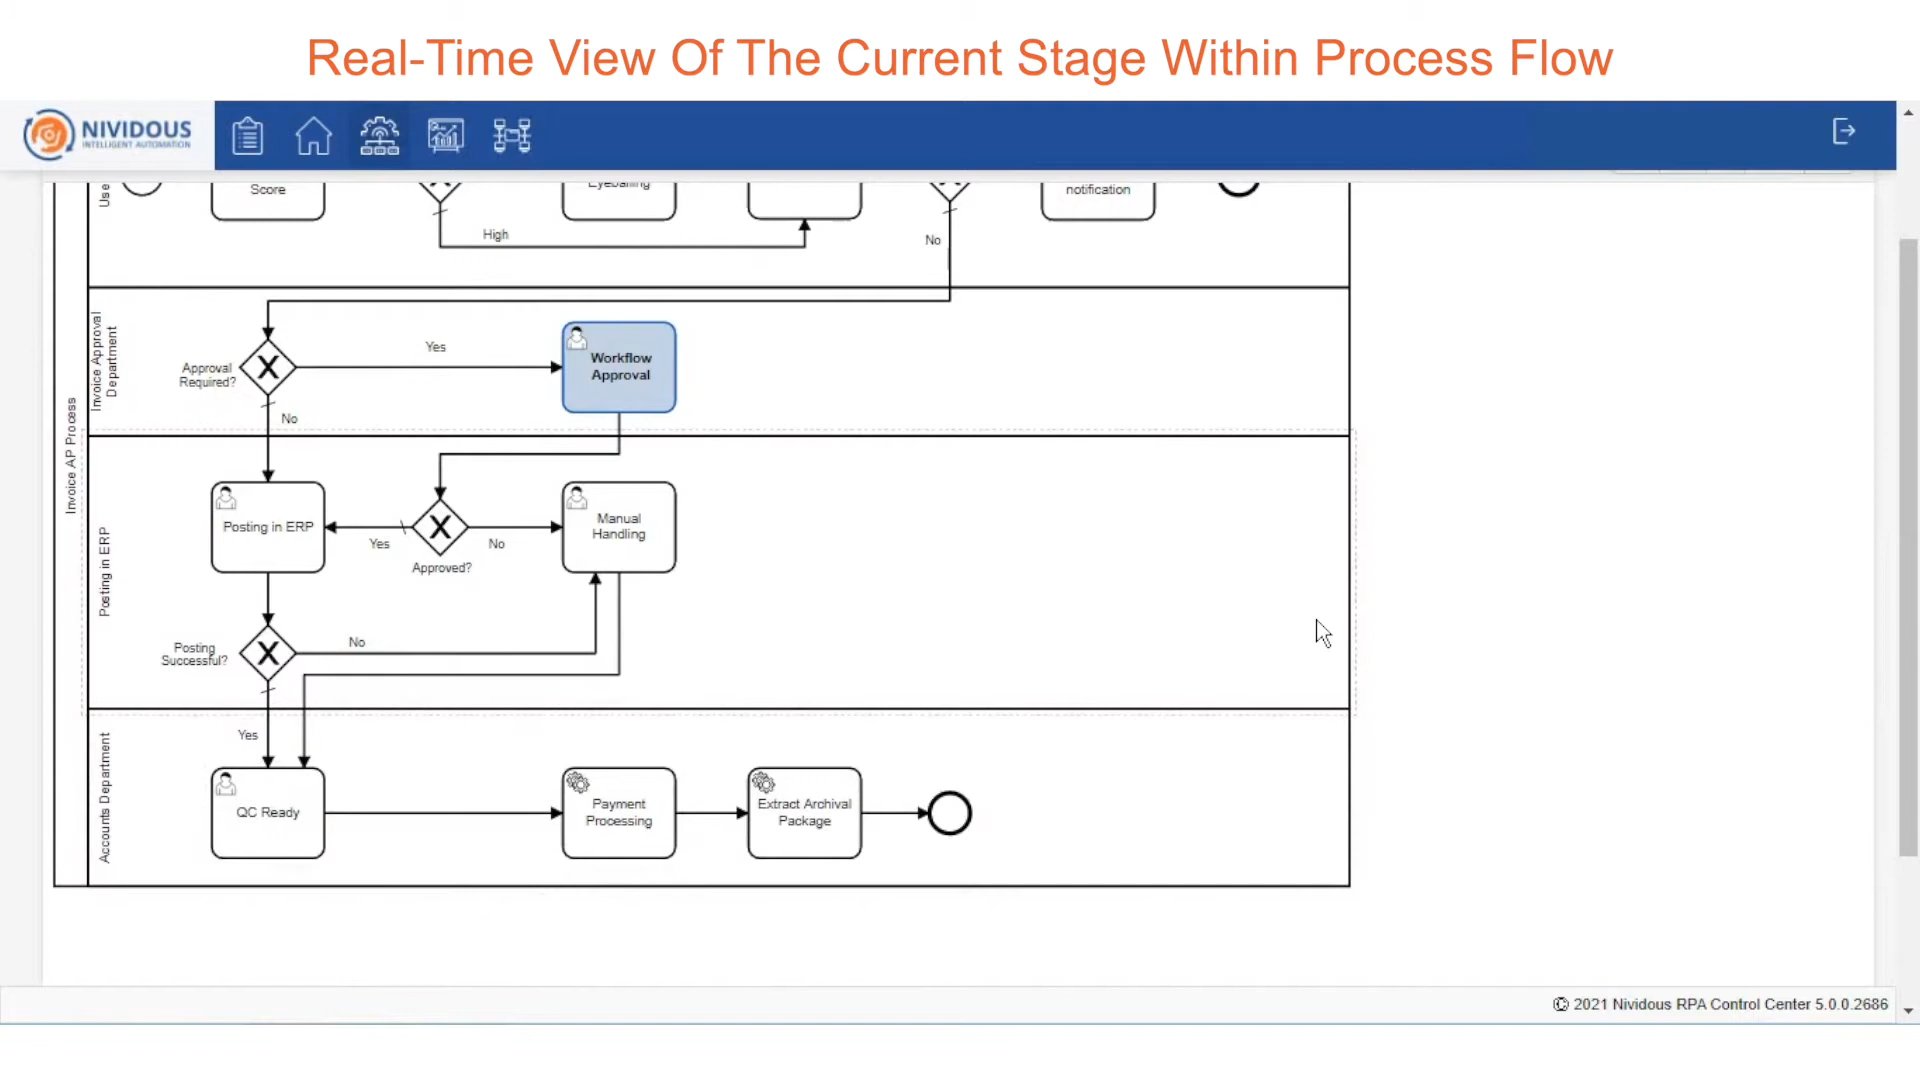 Real-Time View Of The Current Stage Within Process Flow
NIVIDOUS
INTELLIGENT AUTOMATION
Use
Score
Eyeballing
notification
High
No
Invoice AP Process
Invoice Approval
Department
Approval
Required?
Yes
Workflow
Approval
No
Posting in ERP
Posting in ERP
Yes
No
Approved?
Manual
Handling
Posting
Successful?
No
Yes
Accounts Department
QC Ready
Payment
Processing
Extract Archival
Package
© 2021 Nividous RPA Control Center 5.0.0.2686